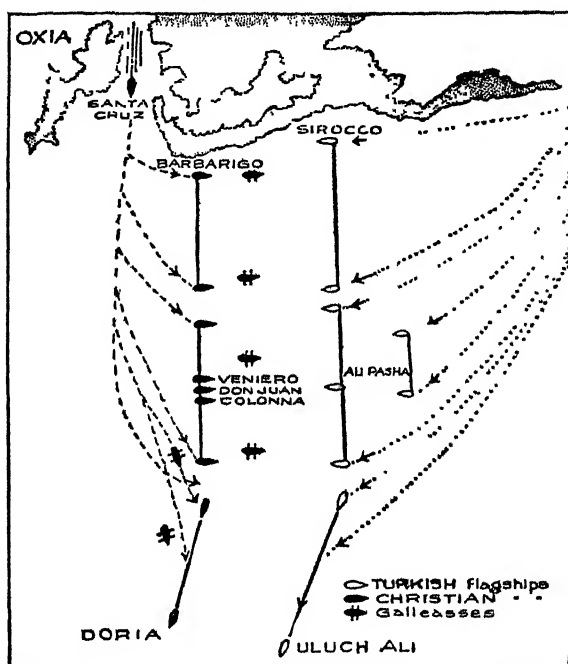 OXIA
SANTA
CRUZ
SIROCCO
BARBARIGO
VENIERO
DON JUAN
COLONNA
ALI PASHA
TURKISH Flagships
CHRISTIAN " "
Galleasses
DORIA
ULUCH ALI